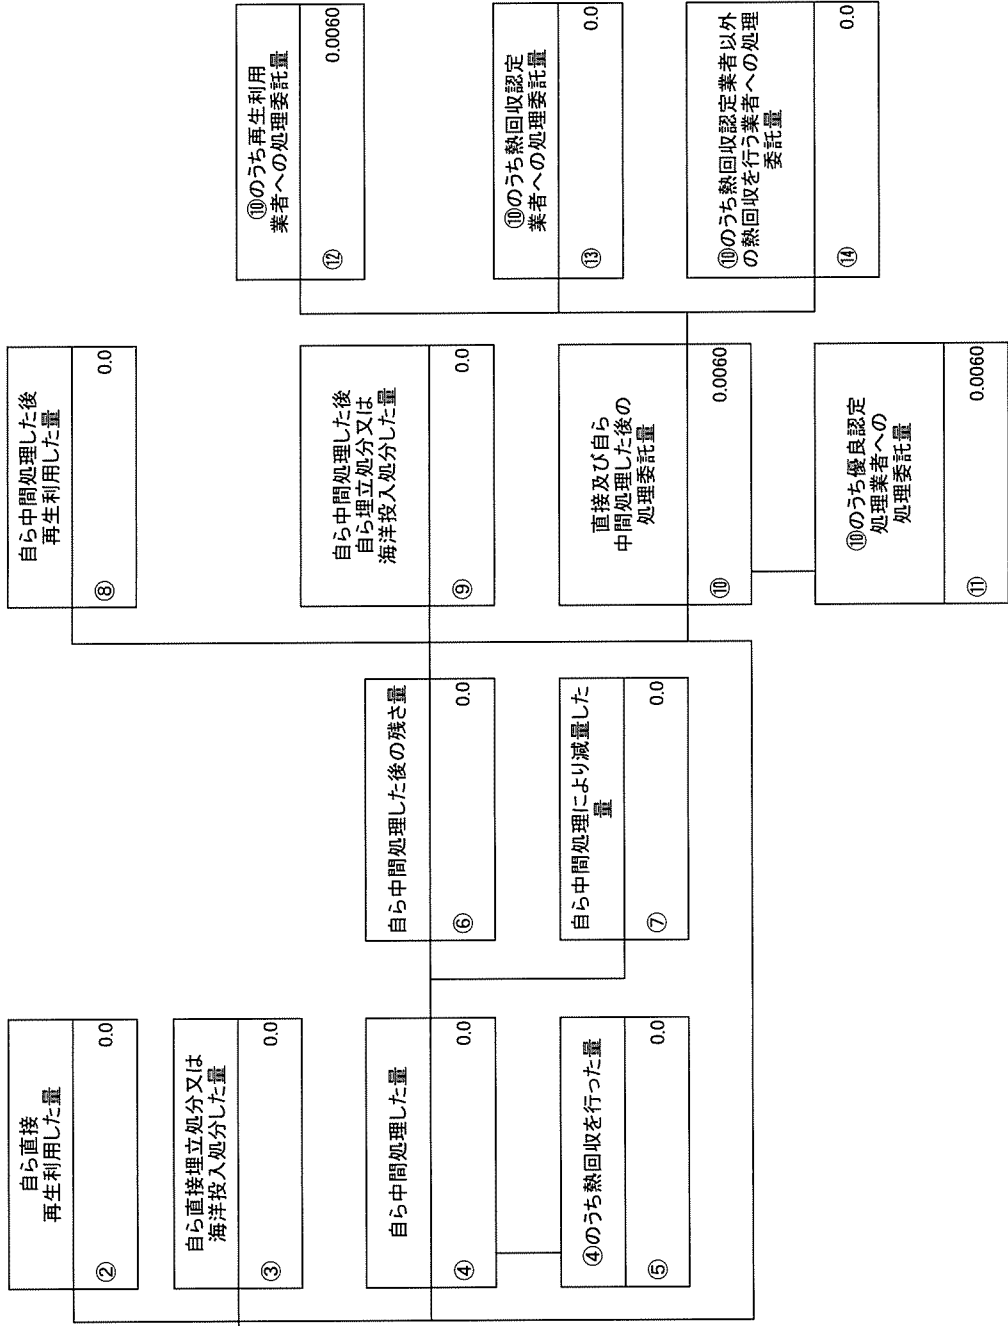 自ら直接
再生利用した量
②
0.0
自ら直接埋立処分又は
海洋投入処分した量
③
0.0
自ら中間処理した量
④
0.0
④のうち熱回収を行った量
⑤
0.0
自ら中間処理した後の残さ量
⑥
0.0
自ら中間処理により減量した
量
⑦
0.0
自ら中間処理した後
再生利用した量
⑧
0.0
自ら中間処理した後
自ら埋立処分又は
海洋投入処分した量
⑨
0.0
直接及び自ら
中間処理した後の
処理委託量
⑩
0.0060
⑩のうち優良認定
処理業者への
処理委託量
⑪
0.0060
⑩のうち再生利用
業者への処理委託量
⑫
0.0060
⑩のうち熱回収認定
業者への処理委託量
⑬
0.0
⑩のうち熱回収認定業者以外
の熱回収を行う業者への処理
委託量
⑭
0.0